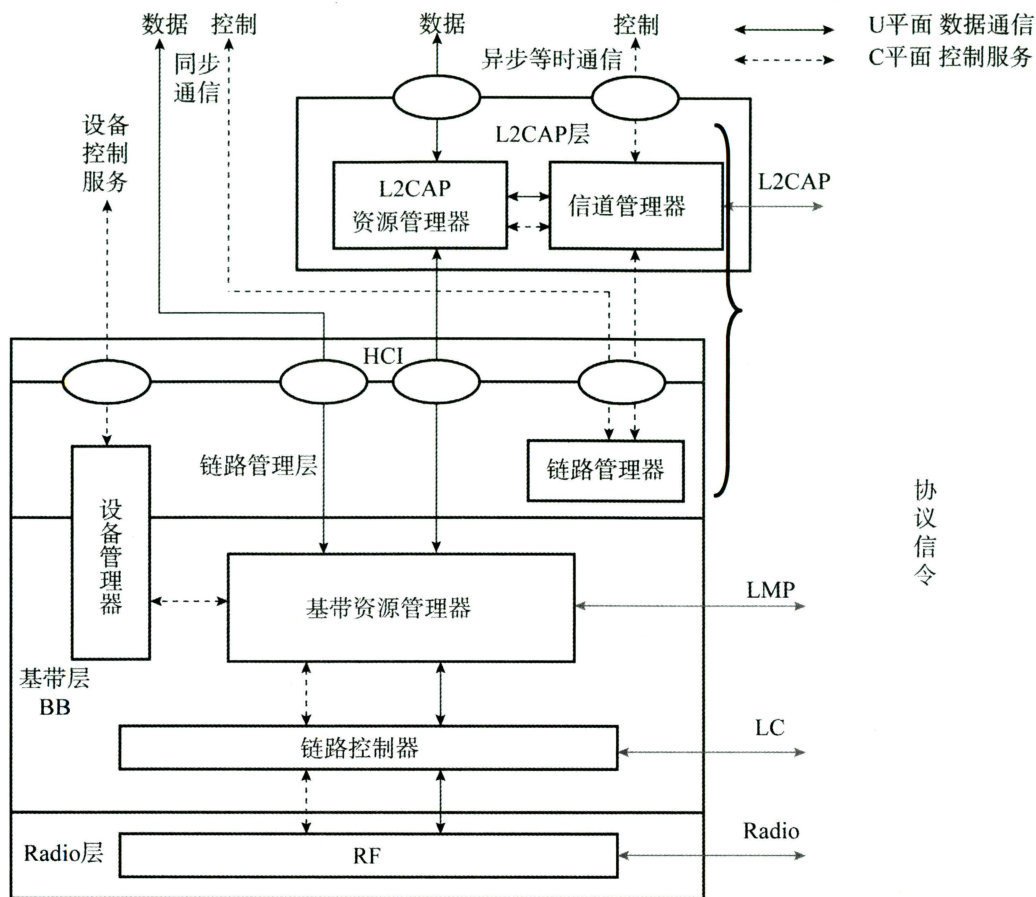 数据 控制 数据 控制
U平面 数据通信
C平面 控制服务
同步
通信
异步等时通信
设备
控制
服务
L2CAP层
L2CAP
资源管理器
信道管理器
L2CAP
HCI
链路管理层
链路管理器
设备管理器
协议信令
基带资源管理器
LMP
基带层
BB
链路控制器
LC
Radio层
RF
Radio